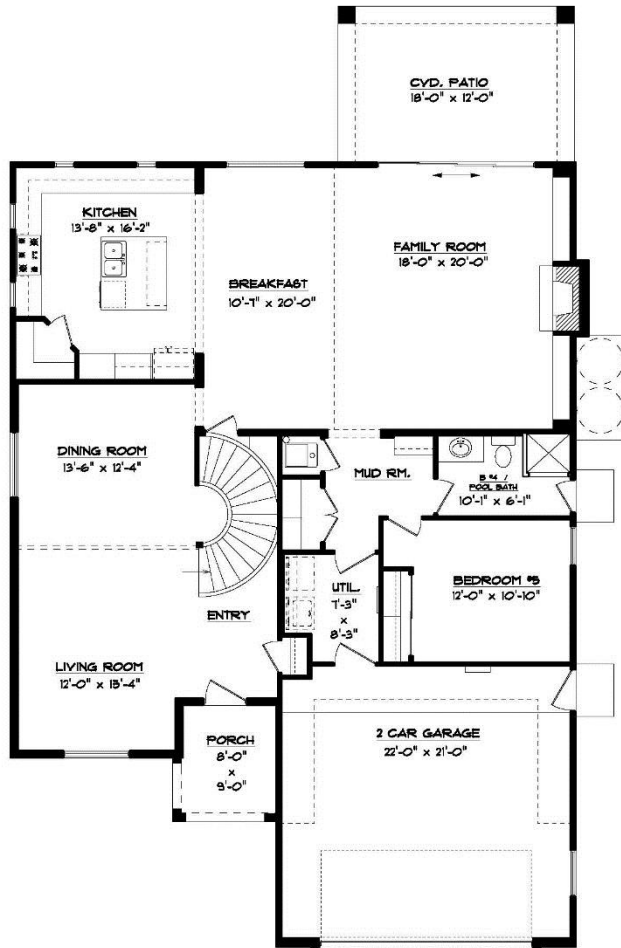 CVD. PATIO
18'-0" x 12'-0"
KITCHEN
13'-8" x 16'-2"
FAMILY ROOM
18'-0" x 20'-0"
BREAKFAST
10'-7" x 20'-0"
DINING ROOM
13'-6" x 12'-4"
MUD RM.
B #4 /
POOL BATH
10'-1" x 6'-1"
BEDROOM #5
12'-0" x 10'-10"
UTIL.
7'-3"
x
8'-3"
ENTRY
LIVING ROOM
12'-0" x 13'-4"
PORCH
8'-0"
x
9'-0"
2 CAR GARAGE
22'-0" x 21'-0"